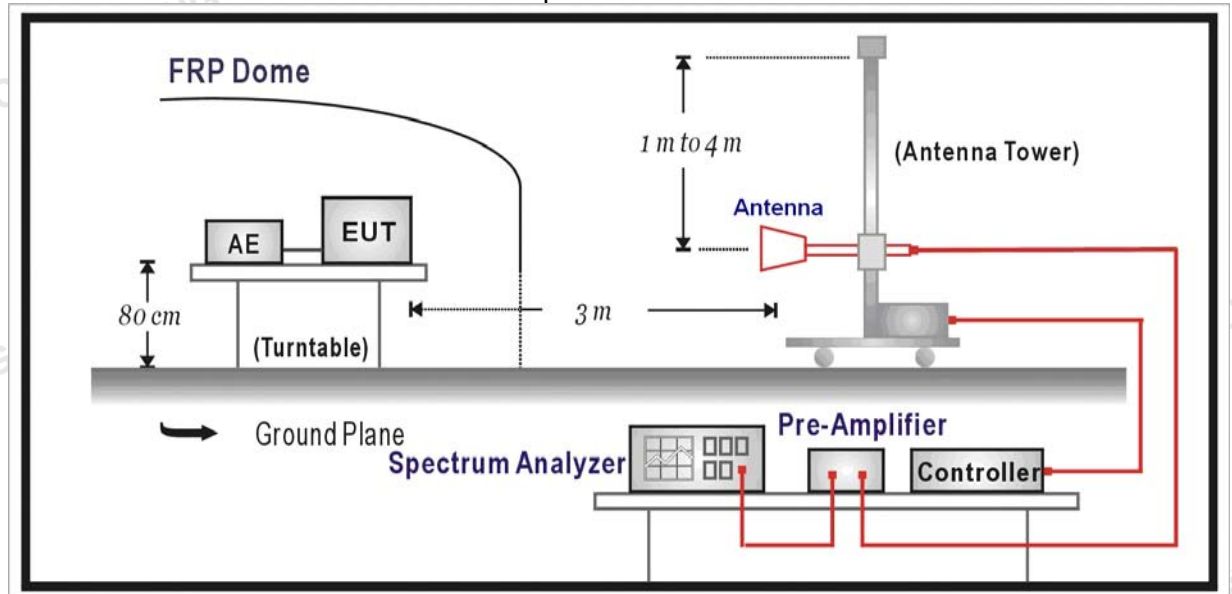 FRP Dome
1 m to 4 m
(Antenna Tower)
Antenna
AE
EUT
80 cm
3 m
(Turntable)
Ground Plane
Pre-Amplifier
Spectrum Analyzer
Controller